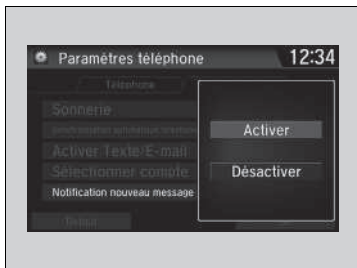 Paramètres téléphone 12:34
Téléphone
Sonnerie
Activer Texte/E-mail
Sélectionner compte
Notification nouveau message
Activer
Désactiver